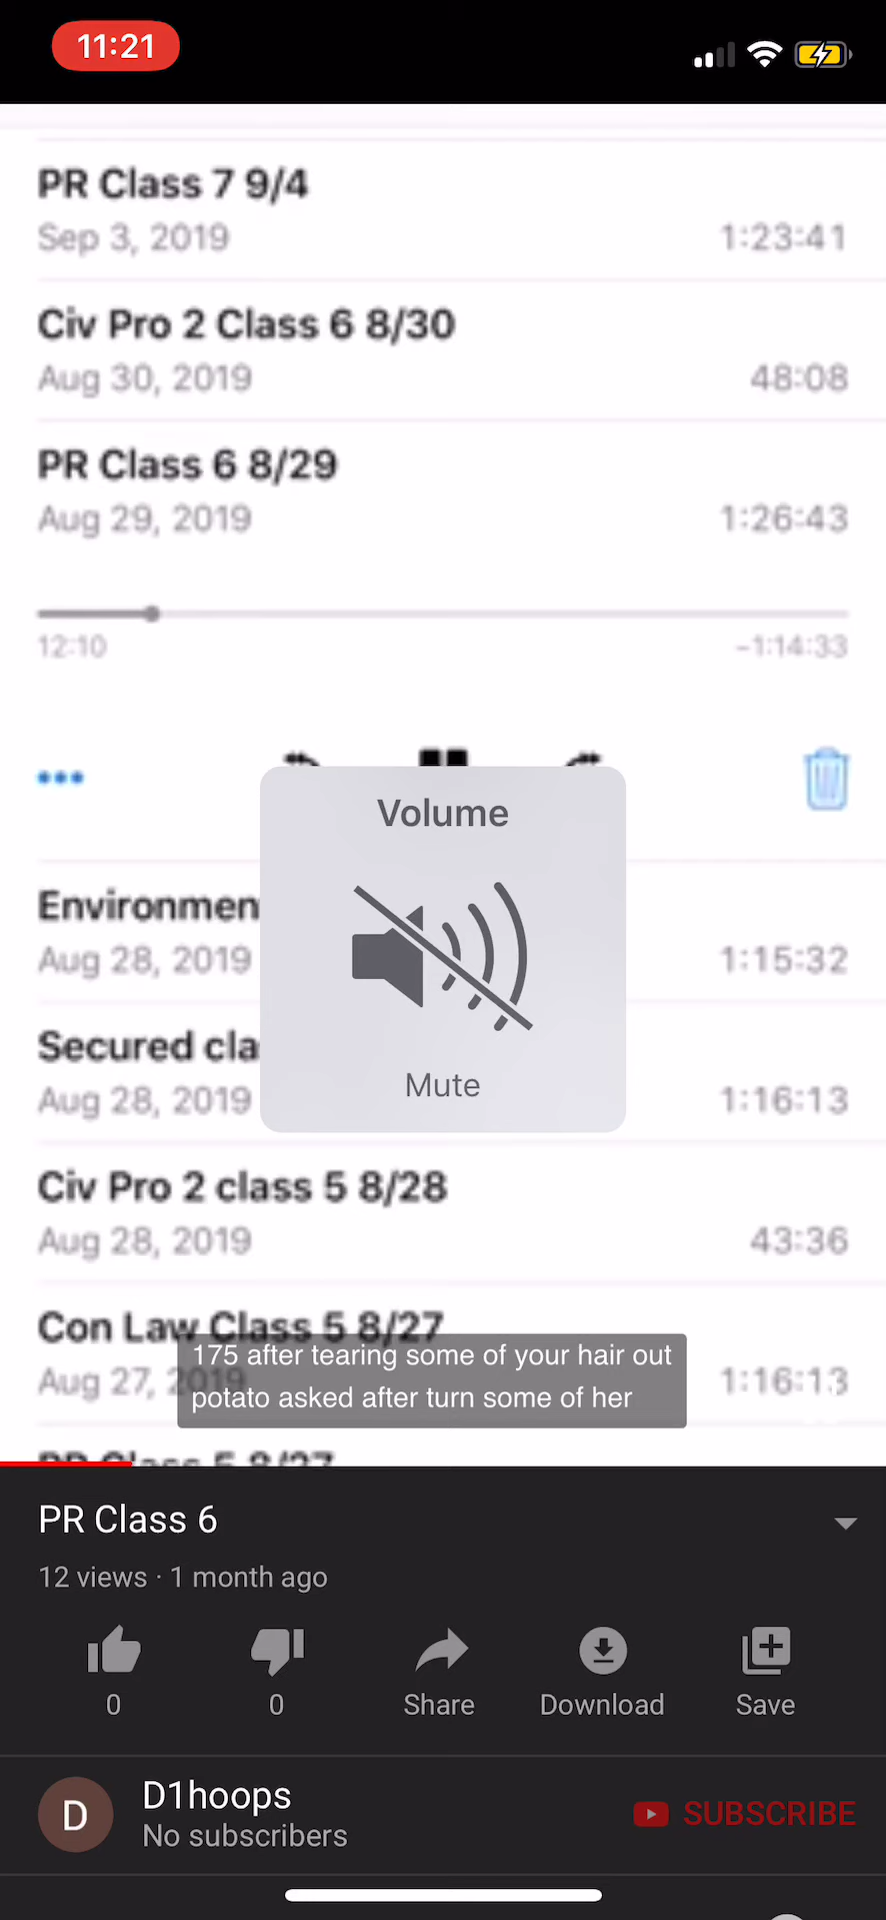 11:21
PR Class 7 9/4
Sep 3, 2019 1:23:41
Civ Pro 2 Class 6 8/30
Aug 30, 2019 48:08
PR Class 6 8/29
Aug 29, 2019 1:26:43
12:10 -1:14:33
Volume
Environmen
Aug 28, 2019 1:15:32
Secured cla
Aug 28, 2019 1:16:13
Mute
Civ Pro 2 class 5 8/28
Aug 28, 2019 43:36
Con Law Class 5 8/27
Aug 27, 2019 1:16:13
175 after tearing some of your hair out
potato asked after turn some of her
PR Class 5 8/27
PR Class 6
12 views · 1 month ago
0 0 Share Download Save
D D1hoops
No subscribers
SUBSCRIBE